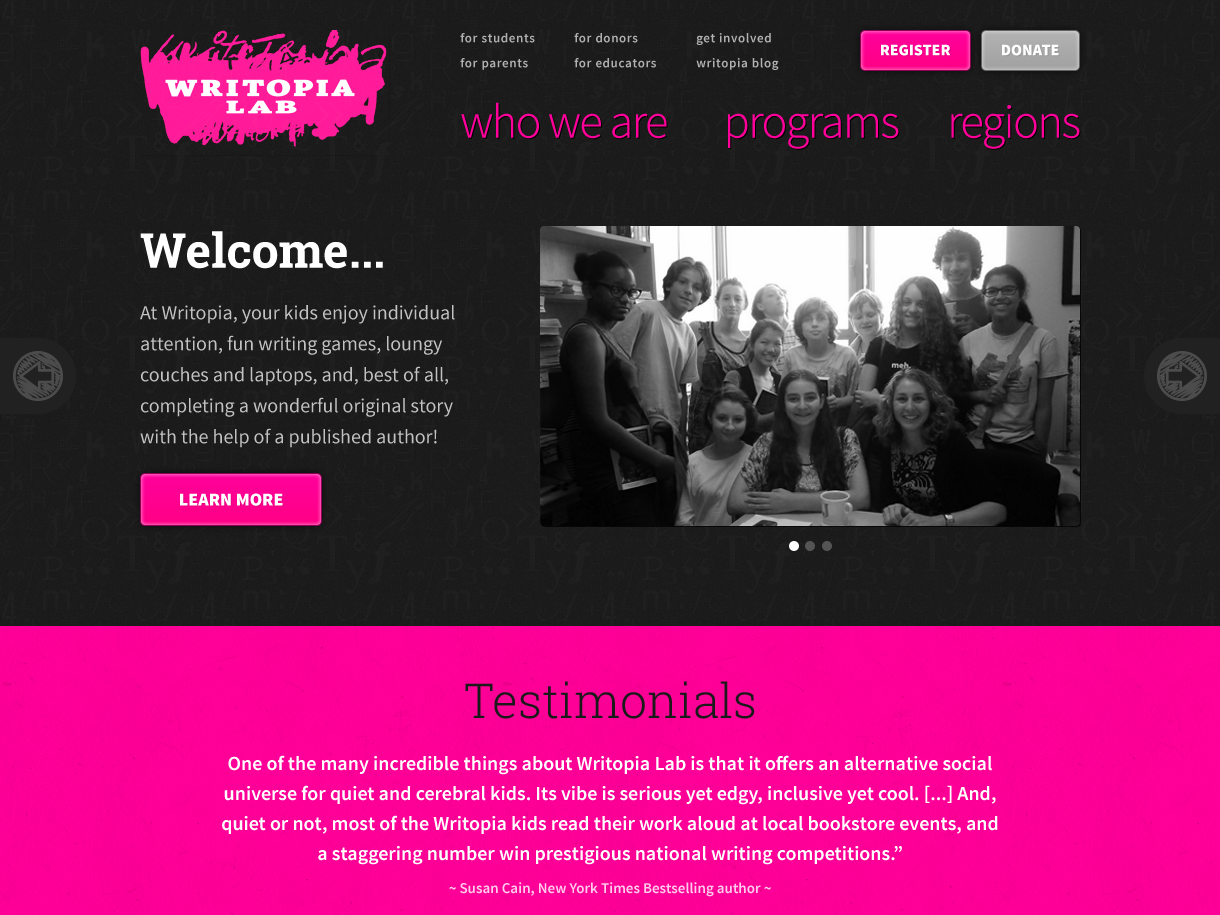 WRITOPIA
LAB
for students
for donors
get involved
for parents
for educators
writopia blog
REGISTER
DONATE
who we are
programs
regions
Welcome...
At Writopia, your kids enjoy individual
attention, fun writing games, loungy
couches and laptops, and, best of all,
completing a wonderful original story
with the help of a published author!
LEARN MORE
meh.
Testimonials
One of the many incredible things about Writopia Lab is that it offers an alternative social
universe for quiet and cerebral kids. Its vibe is serious yet edgy, inclusive yet cool. [...] And,
quiet or not, most of the Writopia kids read their work aloud at local bookstore events, and
a staggering number win prestigious national writing competitions.”
~ Susan Cain, New York Times Bestselling author ~